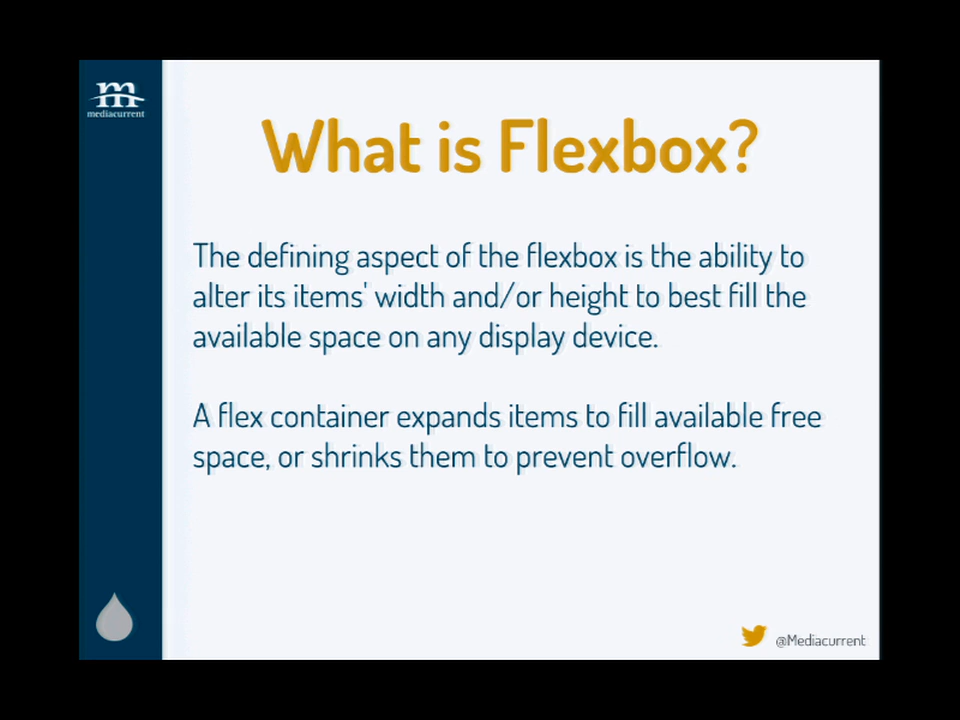 m
mediacurrent
What is Flexbox?
The defining aspect of the flexbox is the ability to
alter its items' width and/or height to best fill the
available space on any display device.
A flex container expands items to fill available free
space, or shrinks them to prevent overflow.
@Mediacurrent